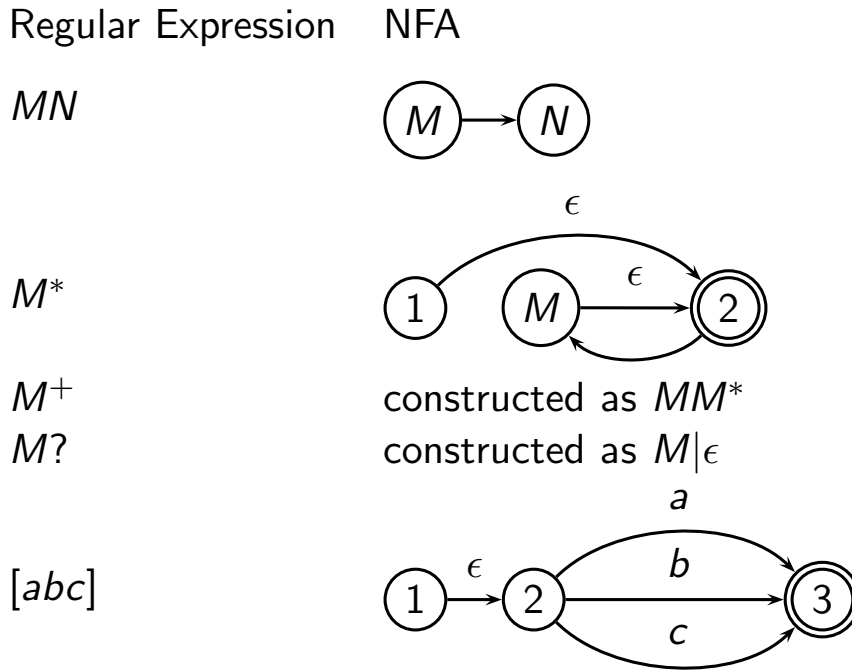 Regular Expression NFA
MN M N
ϵ
M* 1 M ϵ 2
M+ constructed as MM*
M? constructed as M|ϵ
a
[abc] 1 ϵ 2 b 3
c